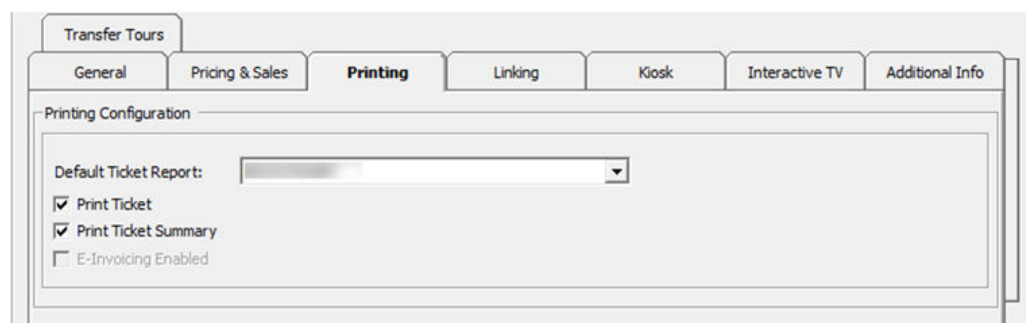 Transfer Tours
General Pricing & Sales Printing Linking Kiosk Interactive TV Additional Info
Printing Configuration
Default Ticket Report:
Print Ticket
Print Ticket Summary
E-Invoicing Enabled